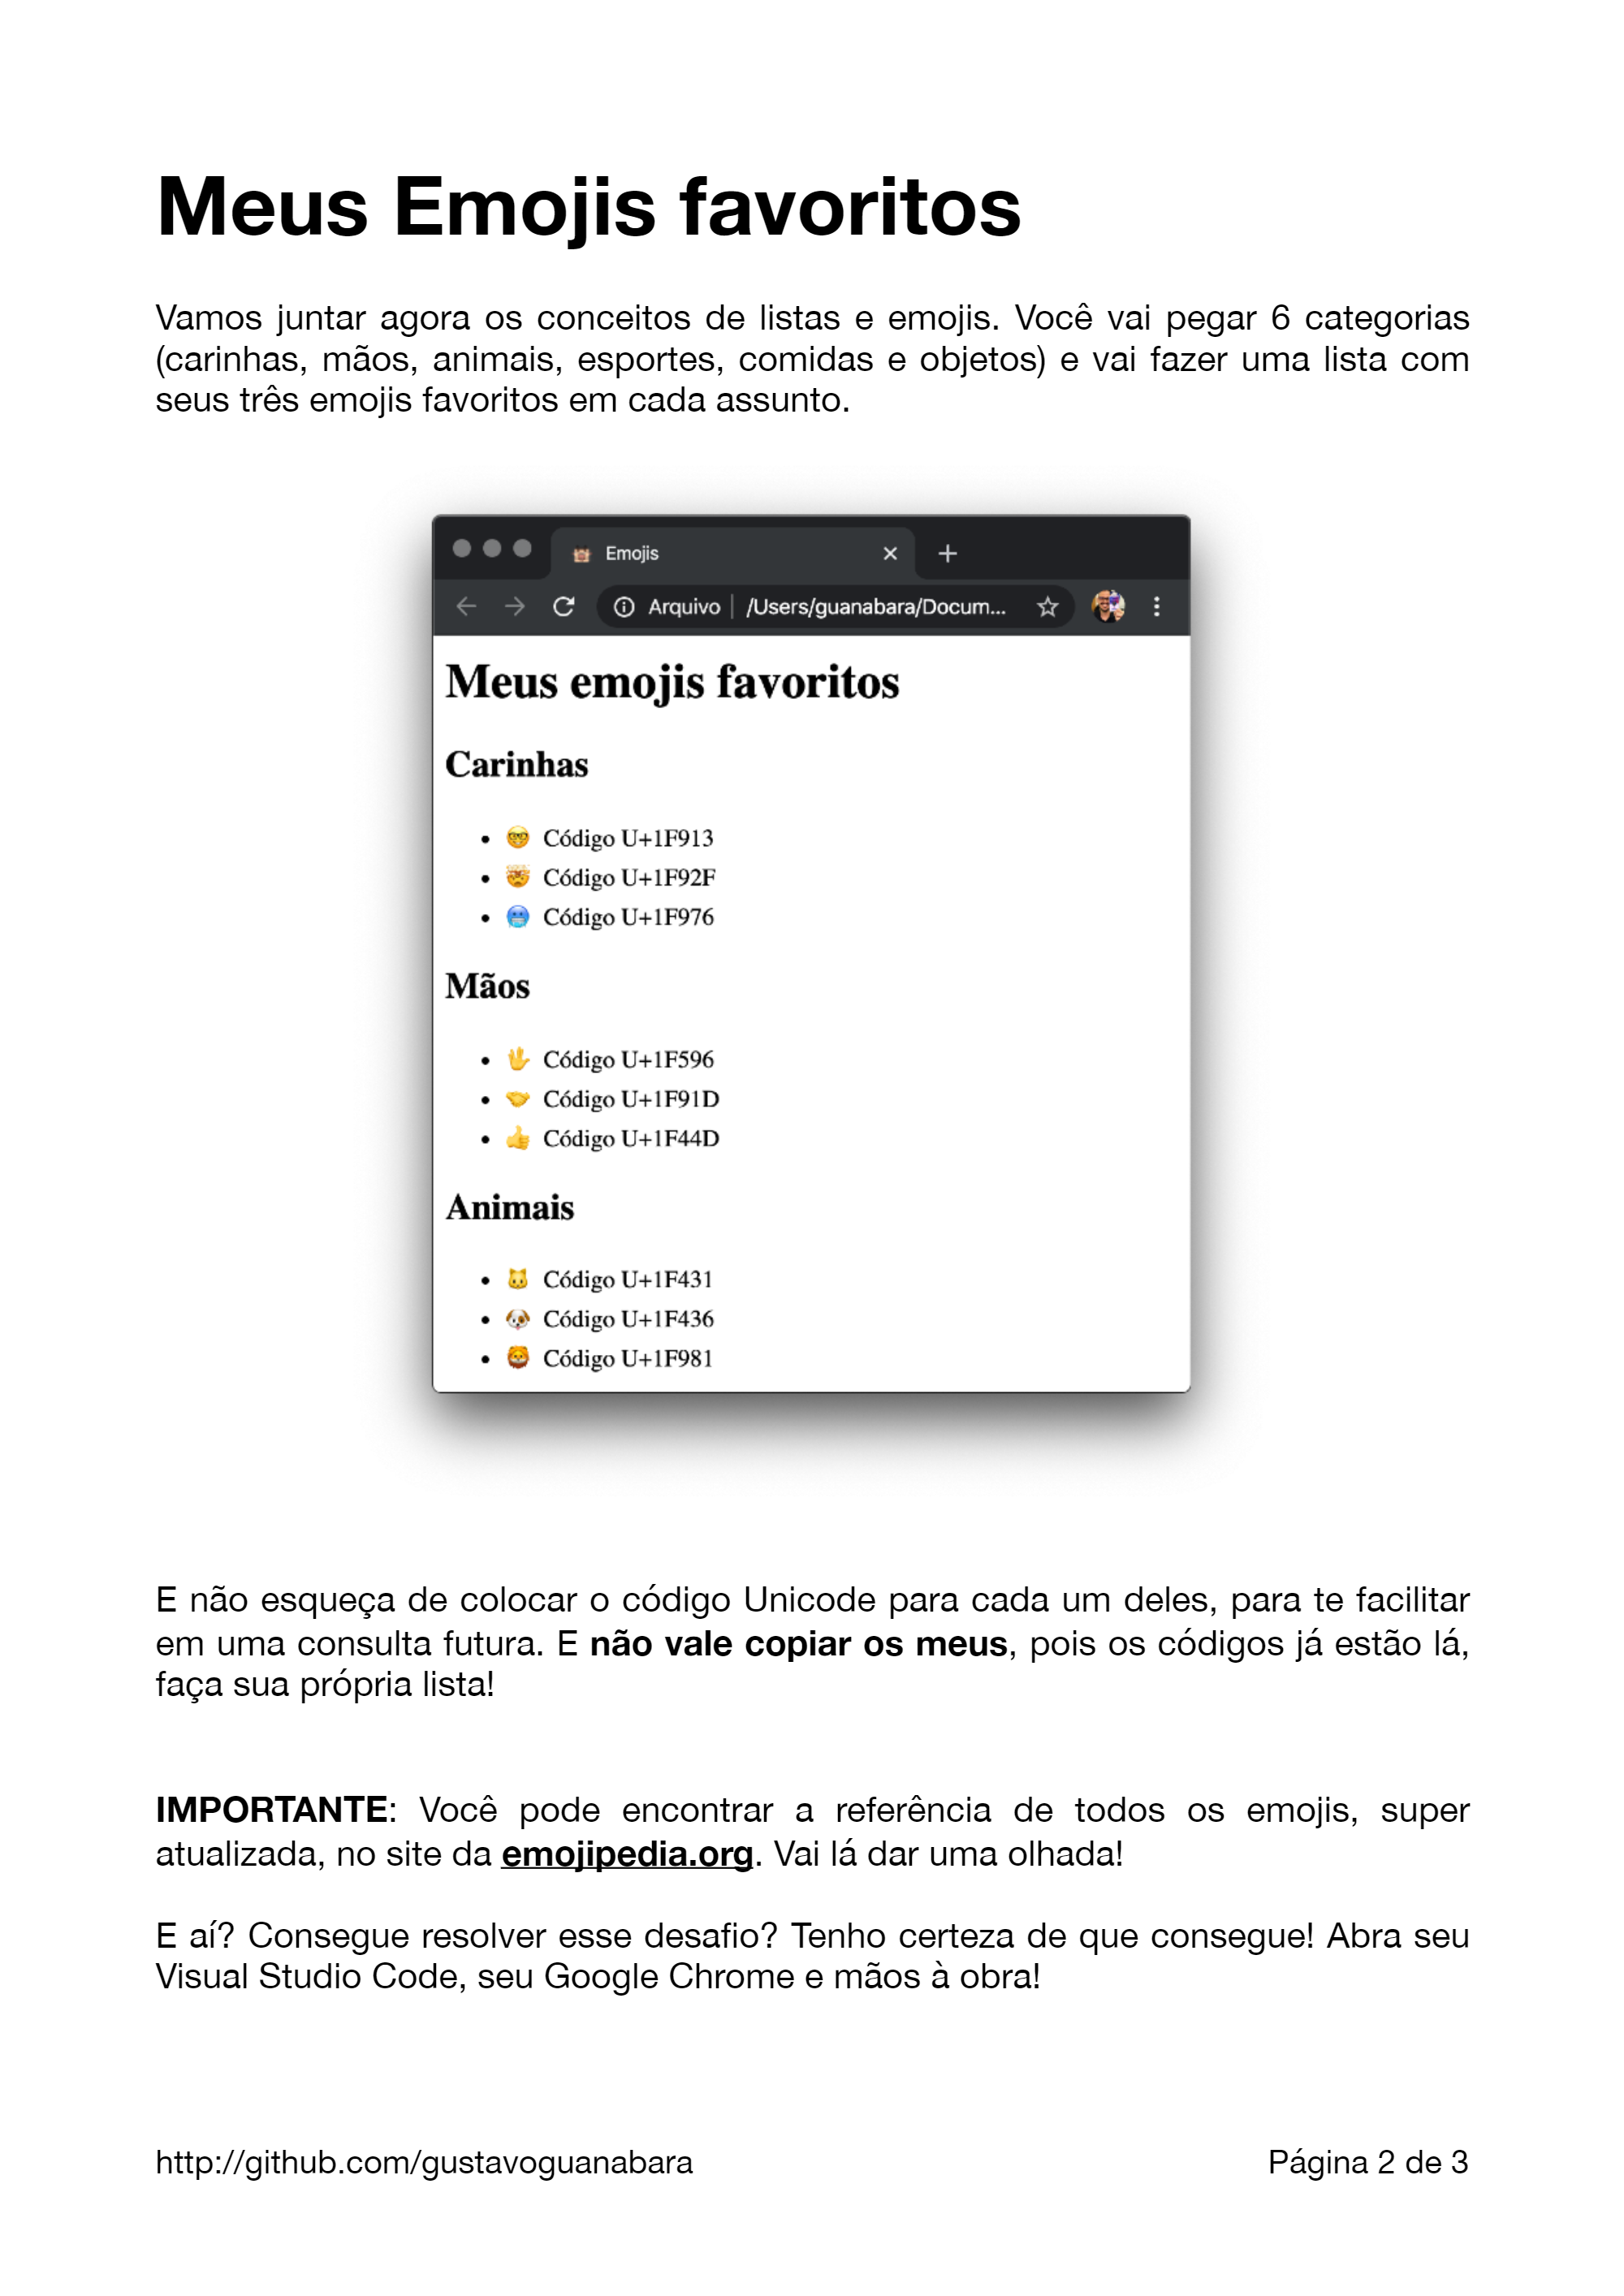 Meus Emojis favoritos
Vamos juntar agora os conceitos de listas e emojis. Você vai pegar 6 categorias
(carinhas, mãos, animais, esportes, comidas e objetos) e vai fazer uma lista com
seus três emojis favoritos em cada assunto.
Emojis
Arquivo | /Users/guanabara/Docum...
Meus emojis favoritos
Carinhas
• 🤓 Código U+1F913
• 🤯 Código U+1F92F
• 🥶 Código U+1F976
Mãos
• 🖖 Código U+1F596
• 🤝 Código U+1F91D
• 👍 Código U+1F44D
Animais
• 🐱 Código U+1F431
• 🐶 Código U+1F436
• 🦁 Código U+1F981
E não esqueça de colocar o código Unicode para cada um deles, para te facilitar
em uma consulta futura. E não vale copiar os meus, pois os códigos já estão lá,
faça sua própria lista!
IMPORTANTE: Você pode encontrar a referência de todos os emojis, super
atualizada, no site da emojipedia.org. Vai lá dar uma olhada!
E aí? Consegue resolver esse desafio? Tenho certeza de que consegue! Abra seu
Visual Studio Code, seu Google Chrome e mãos à obra!
http://github.com/gustavoguanabara
Página 2 de 3